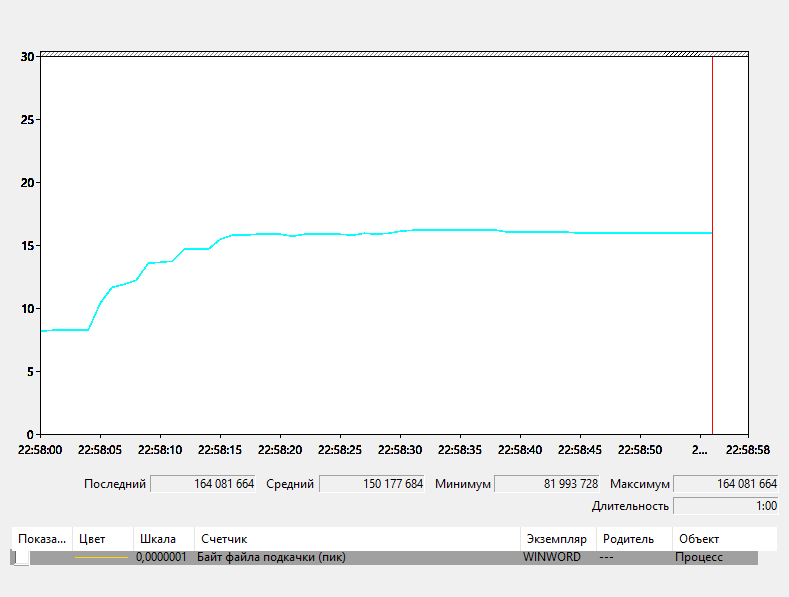 30
25
20
15
10
5
0
22:58:00 22:58:05 22:58:10 22:58:15 22:58:20 22:58:25 22:58:30 22:58:35 22:58:40 22:58:45 22:58:50 2... 22:58:58
Последний 164 081 664 Средний 150 177 684 Минимум 81 993 728 Максимум 164 081 664
Длительность 1:00
Показа... Цвет Шкала Счетчик Экземпляр Родитель Объект
0,0000001 Байт файла подкачки (пик) WINWORD --- Процесс